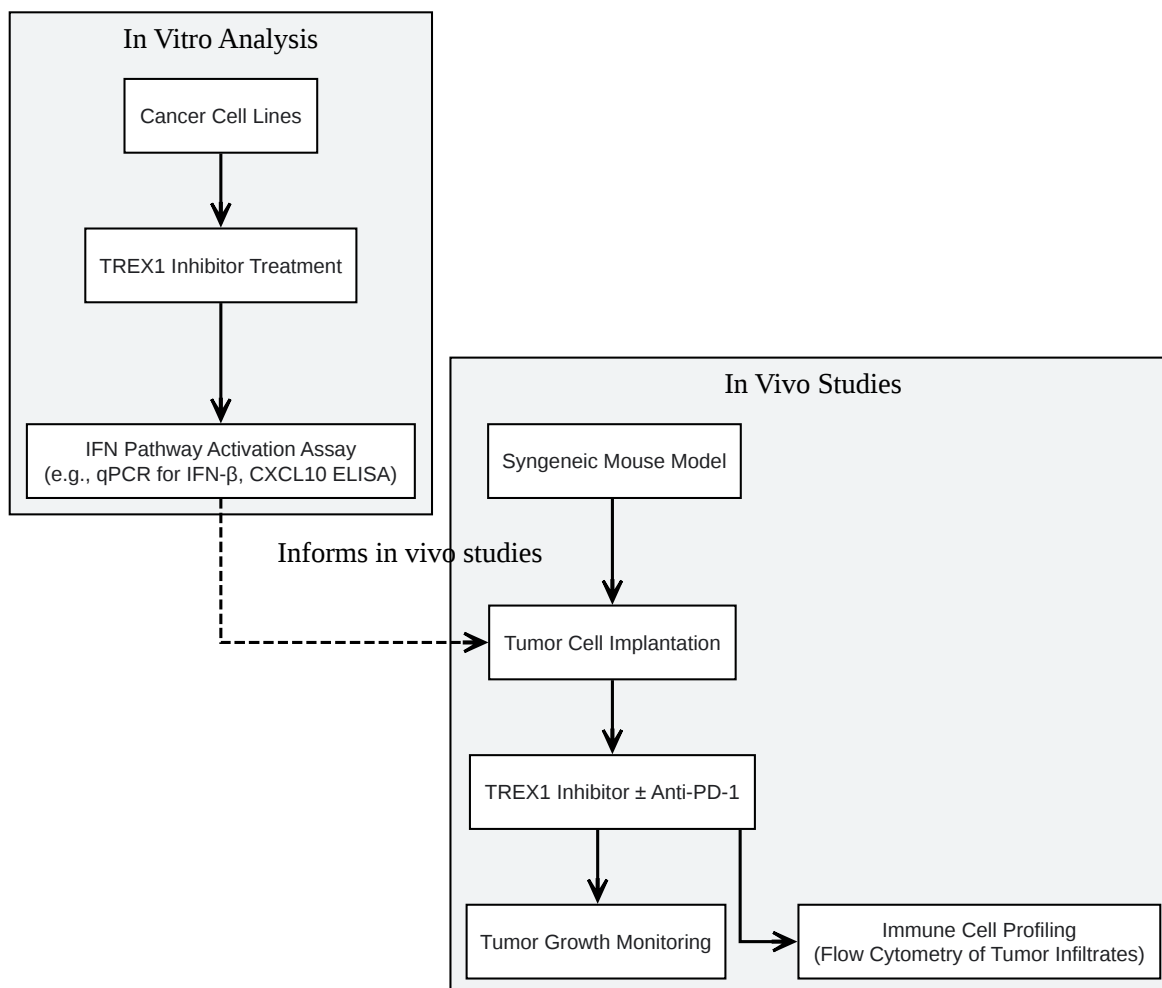 In Vitro Analysis
Cancer Cell Lines
TREX1 Inhibitor Treatment
IFN Pathway Activation Assay
(e.g., qPCR for IFN-β, CXCL10 ELISA)
Informs in vivo studies
In Vivo Studies
Syngeneic Mouse Model
Tumor Cell Implantation
TREX1 Inhibitor ± Anti-PD-1
Tumor Growth Monitoring
Immune Cell Profiling
(Flow Cytometry of Tumor Infiltrates)